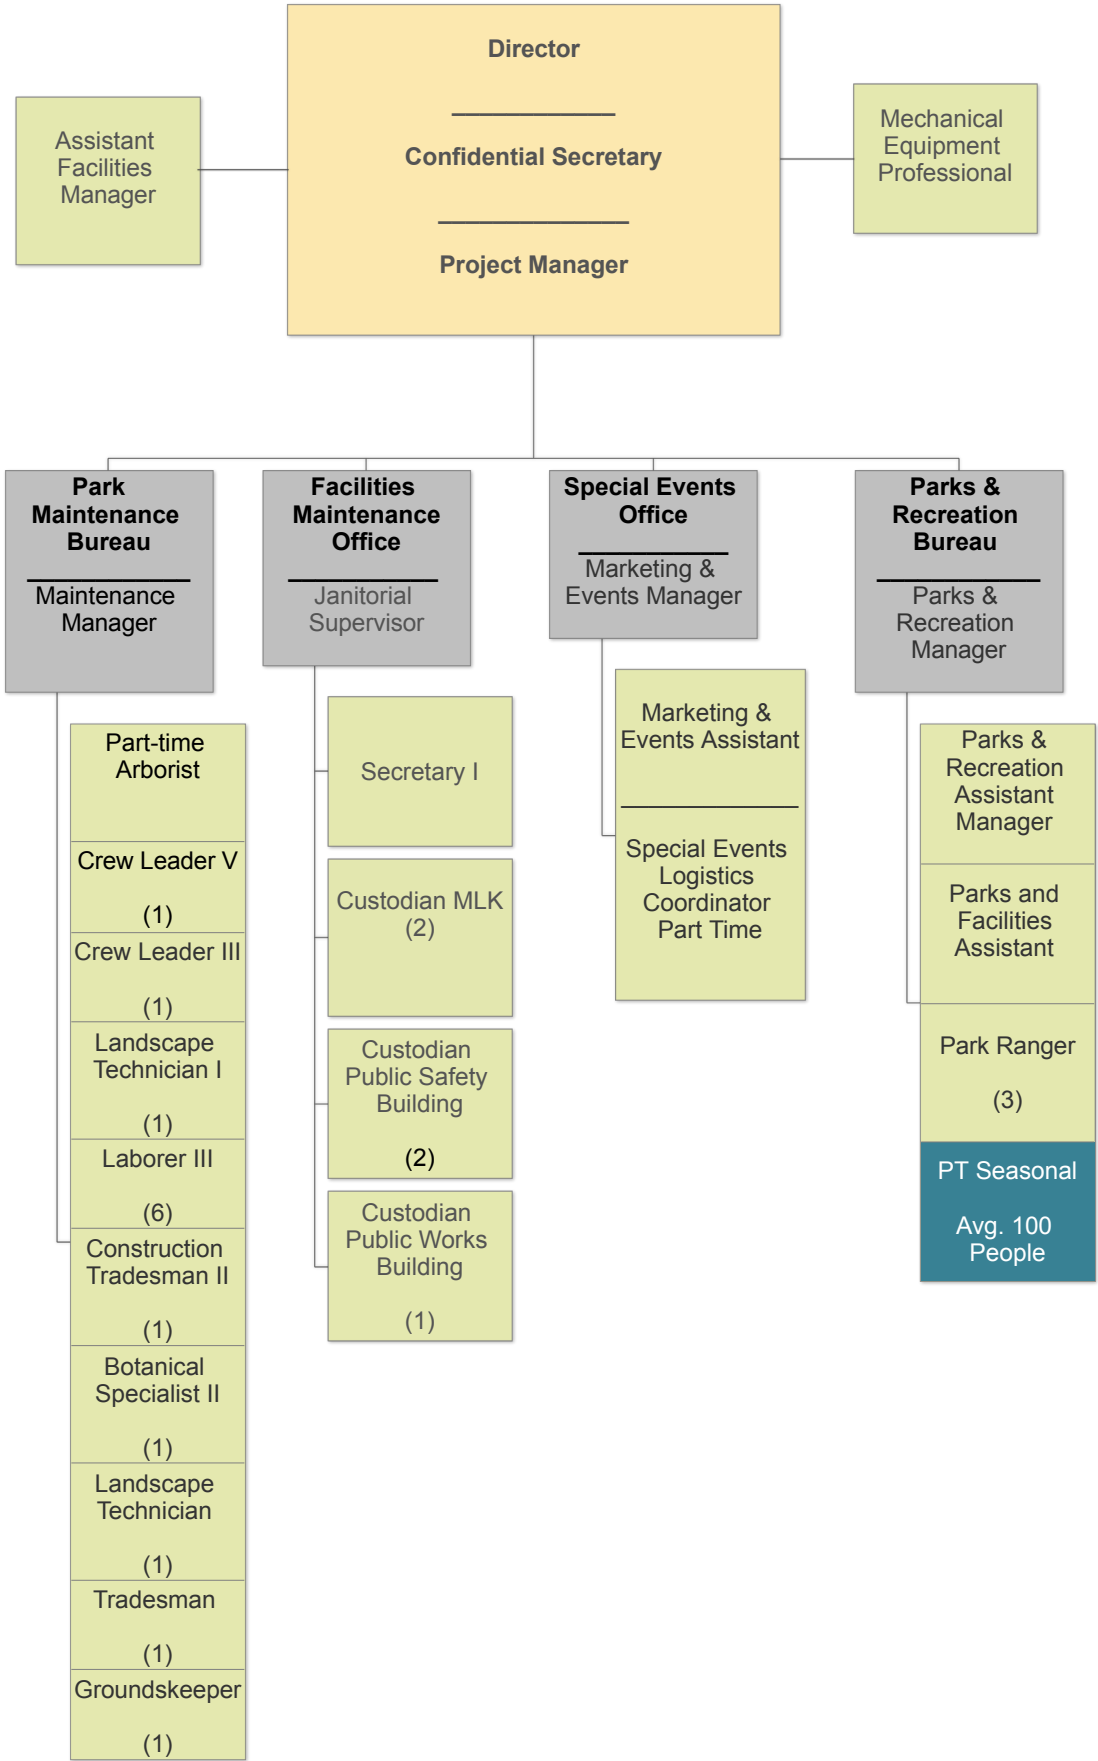 Director
Confidential Secretary
Project Manager
Assistant
Facilities
Manager
Mechanical
Equipment
Professional
Park
Maintenance
Bureau
Maintenance
Manager
Part-time
Arborist
Crew Leader V
(1)
Crew Leader III
(1)
Landscape
Technician I
(1)
Laborer III
(6)
Construction
Tradesman II
(1)
Botanical
Specialist II
(1)
Landscape
Technician
(1)
Tradesman
(1)
Groundskeeper
(1)
Facilities
Maintenance
Office
Janitorial
Supervisor
Secretary I
Custodian MLK
(2)
Custodian
Public Safety
Building
(2)
Custodian
Public Works
Building
(1)
Special Events
Office
Marketing &
Events Manager
Marketing &
Events Assistant
Special Events
Logistics
Coordinator
Part Time
Parks &
Recreation
Bureau
Parks &
Recreation
Manager
Parks &
Recreation
Assistant
Manager
Parks and
Facilities
Assistant
Park Ranger
(3)
PT Seasonal
Avg. 100
People